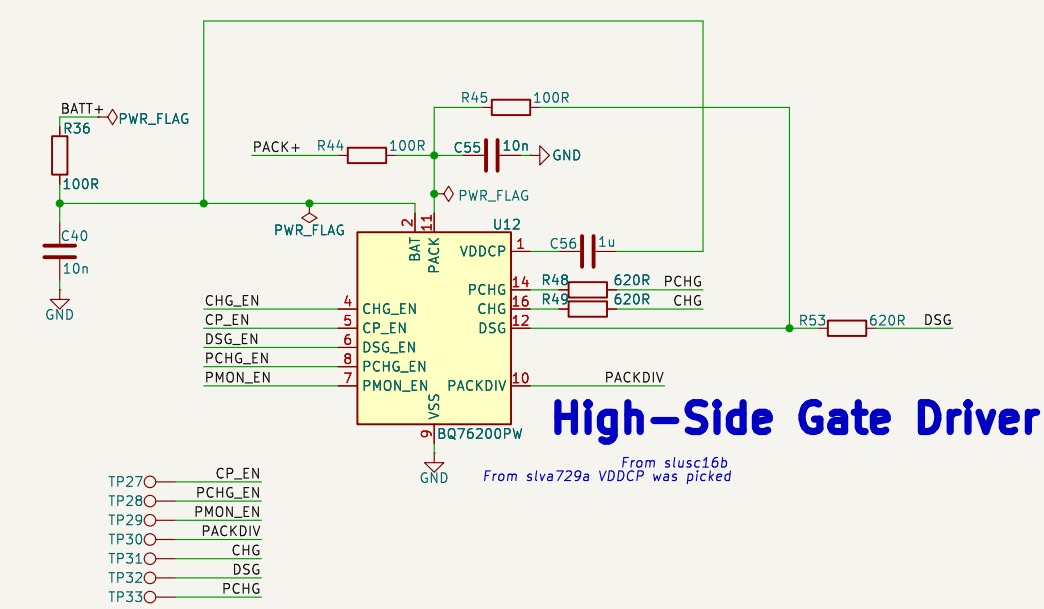 R45 100R
BATT+ PWR_FLAG
R36
PACK+ R44 100R C55 10n GND
100R
PWR_FLAG
PWR_FLAG
2 11 U12
C40
10n
GND
BAT PACK VDDCP 1 C56 1u
PCHG 14 R48 620R PCHG
CHG_EN 4 CHG_EN CHG 16 R49 620R CHG
CP_EN 5 CP_EN DSG 12 R53 620R DSG
DSG_EN 6 DSG_EN
PCHG_EN 8 PCHG_EN
PMON_EN 7 PMON_EN PACKDIV 10 PACKDIV
VSS
9 BQ76200PW
High-Side Gate Driver
GND
From slusc16b
From slva729a VDDCP was picked
TP27 CP_EN
TP28 PCHG_EN
TP29 PMON_EN
TP30 PACKDIV
TP31 CHG
TP32 DSG
TP33 PCHG